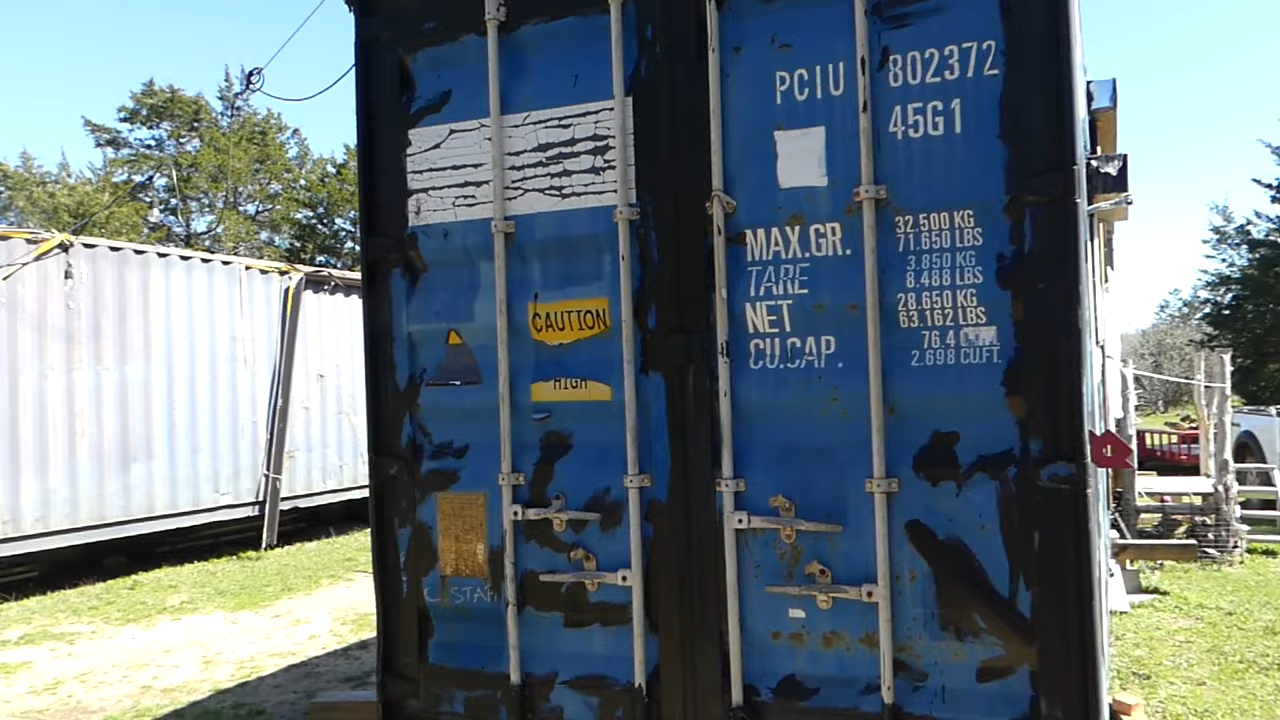 PCIU 802372
45G1
MAX.GR. 32.500 KG
71.650 LBS
TARE 3.850 KG
8.488 LBS
NET 28.650 KG
63.162 LBS
CU.CAP. 76.4
2.698 CU.FT.
CAUTION
HIGH